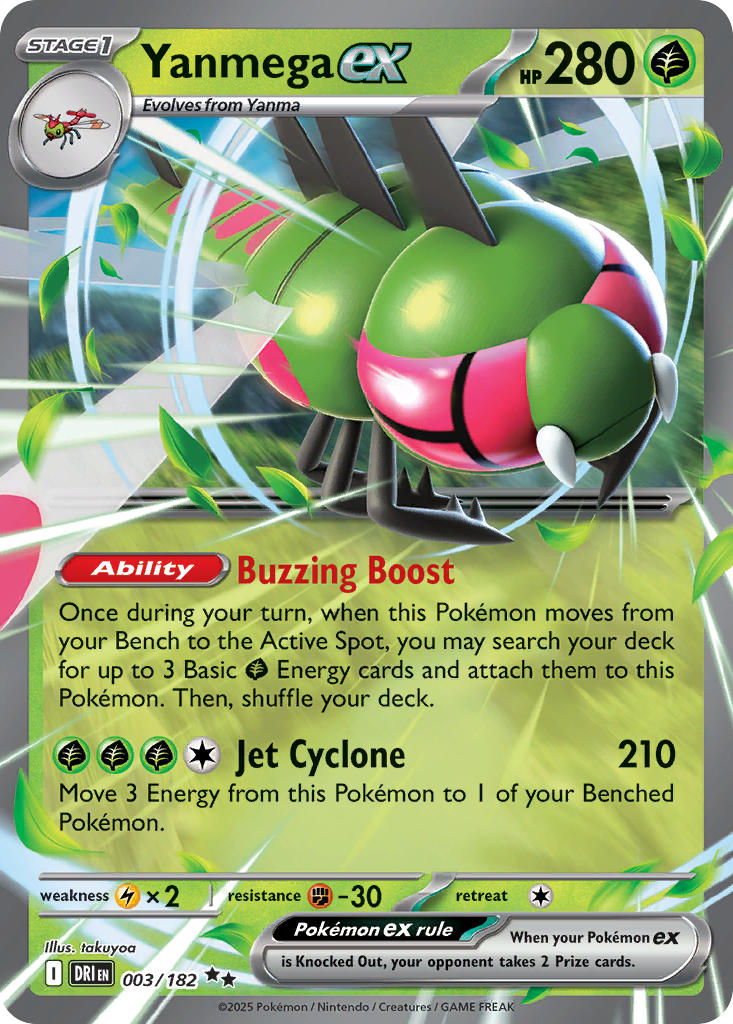 STAGE 1
Yanmega ex
HP 280
Evolves from Yanma
Ability Buzzing Boost
Once during your turn, when this Pokémon moves from
your Bench to the Active Spot, you may search your deck
for up to 3 Basic Energy cards and attach them to this
Pokémon. Then, shuffle your deck.
Jet Cyclone 210
Move 3 Energy from this Pokémon to 1 of your Benched
Pokémon.
weakness ×2 resistance -30 retreat
Illus. takuyoa
Pokémon ex rule
When your Pokémon ex
is Knocked Out, your opponent takes 2 Prize cards.
I DRI EN 003/182 ★★
©2025 Pokémon / Nintendo / Creatures / GAME FREAK